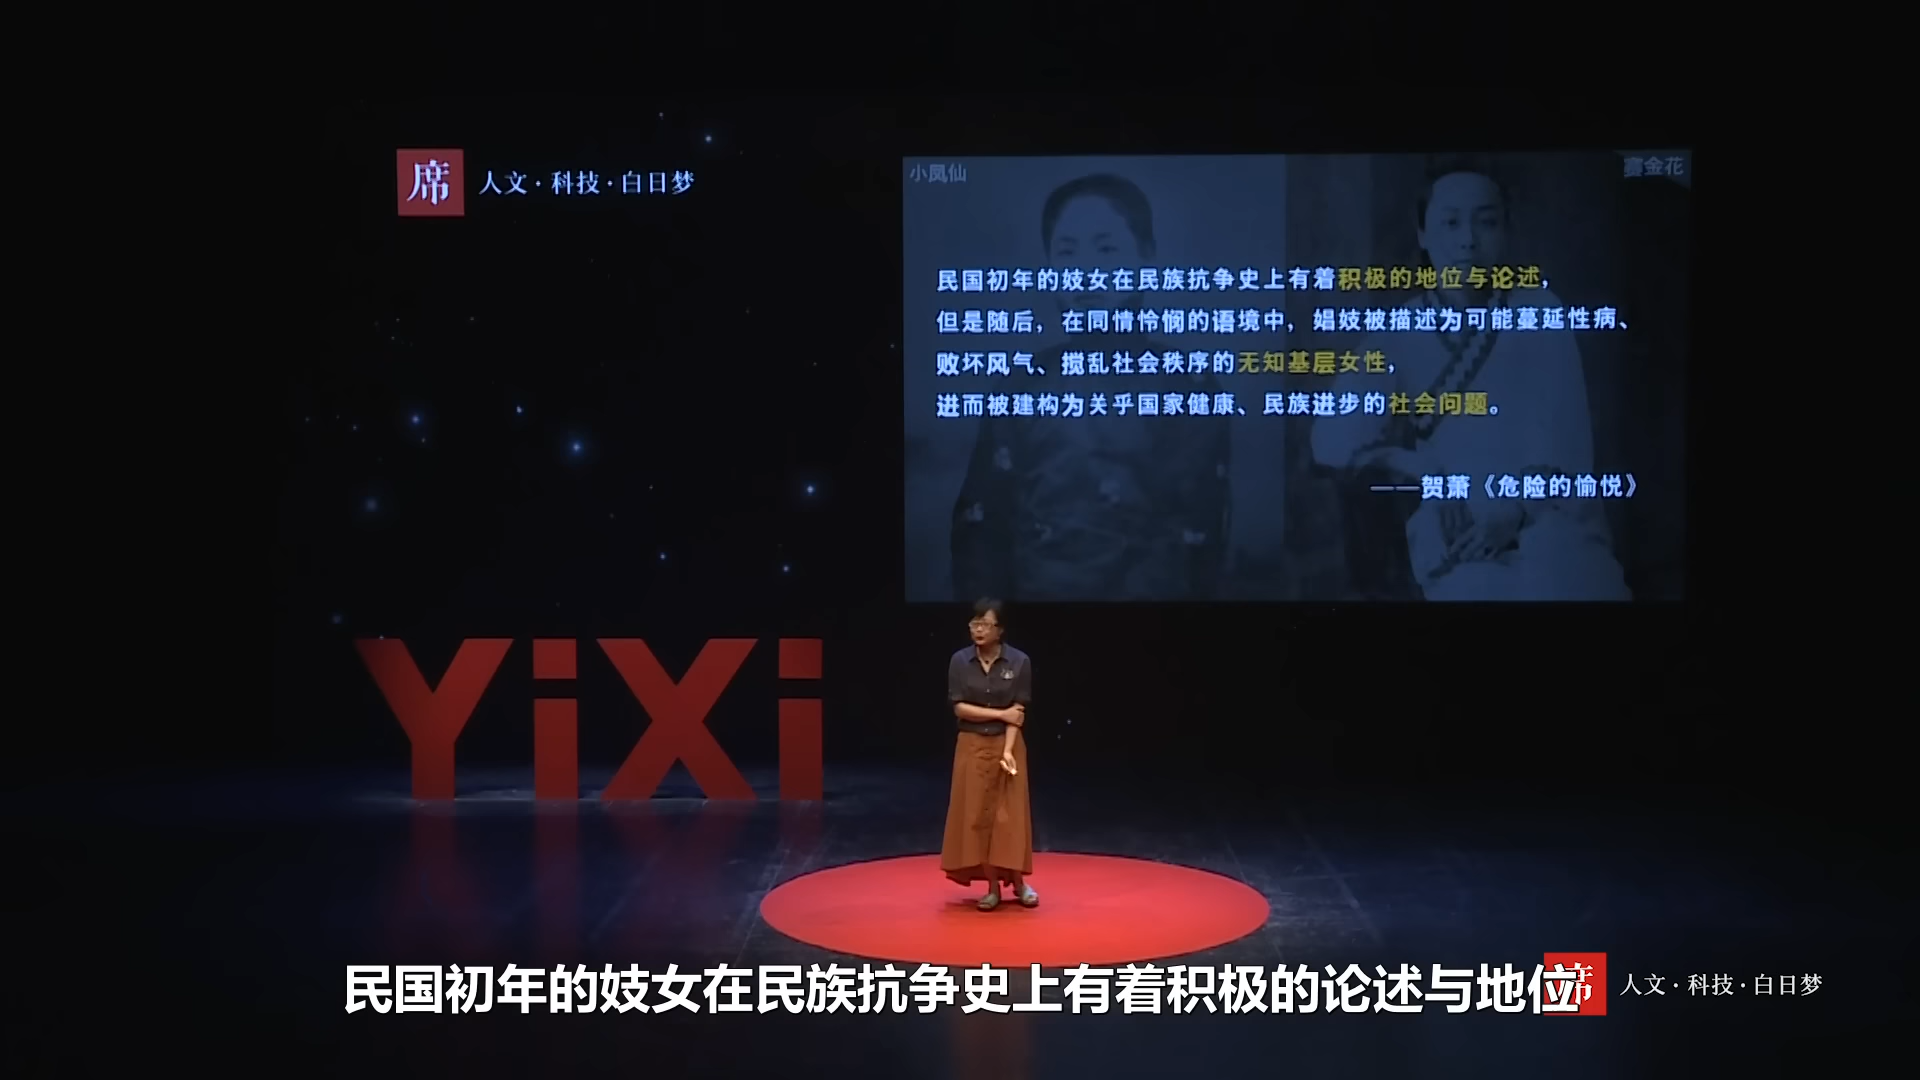 席 人文·科技·白日梦
小凤仙
赛金花
民国初年的妓女在民族抗争史上有着积极的地位与论述，
但是随后，在同情怜悯的语境中，娼妓被描述为可能蔓延性病、
败坏风气、搅乱社会秩序的无知基层女性，
进而被建构为关乎国家健康、民族进步的社会问题。
——贺萧《危险的愉悦》
YiXi
民国初年的妓女在民族抗争史上有着积极的论述与地位
席 人文·科技·白日梦